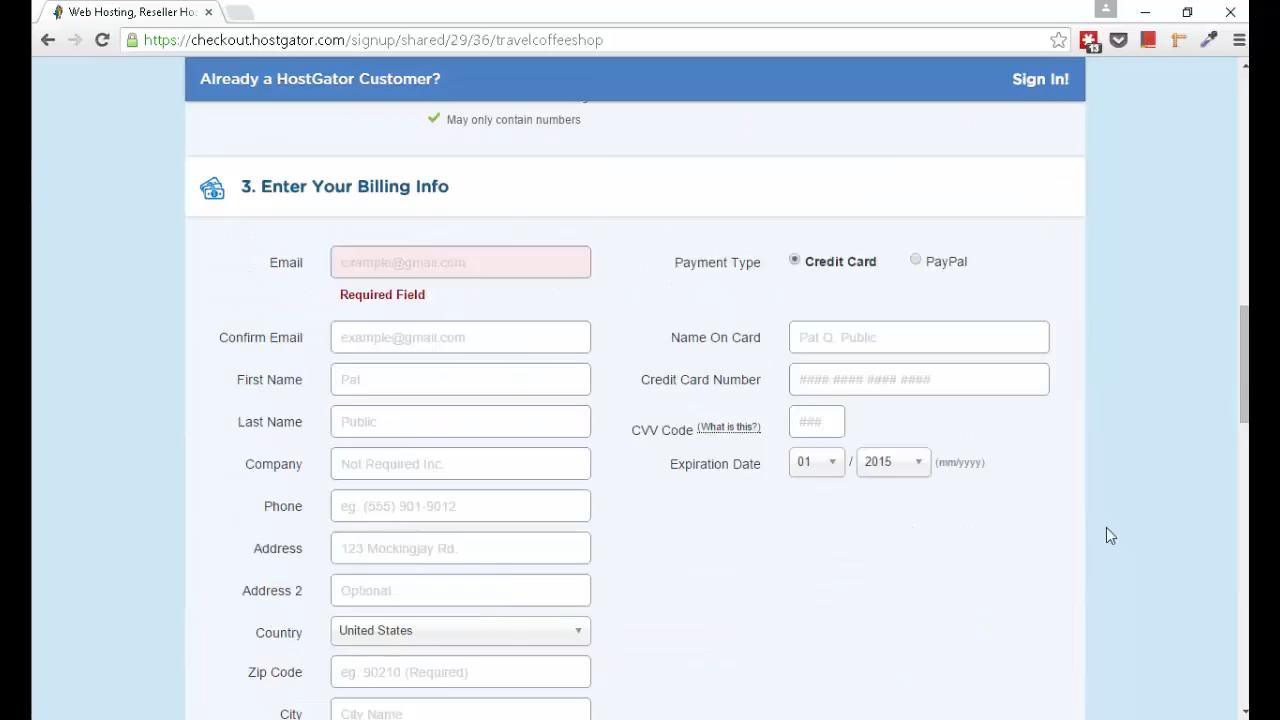 Web Hosting, Reseller Ho
https://checkout.hostgator.com/signup/shared/29/36/travelcoffeeshop
13
Already a HostGator Customer?
Sign In!
May only contain numbers
3. Enter Your Billing Info
Email
example@gmail.com
Required Field
Payment Type
Credit Card
PayPal
Confirm Email
example@gmail.com
Name On Card
Pat Q. Public
First Name
Pat
Credit Card Number
#### #### #### ####
Last Name
Public
CVV Code (What is this?)
###
Company
Not Required Inc.
Expiration Date
01 / 2015 (mm/yyyy)
Phone
eg. (555) 901-9012
Address
123 Mockingjay Rd.
Address 2
Optional
Country
United States
Zip Code
eg. 90210 (Required)
City
City Name